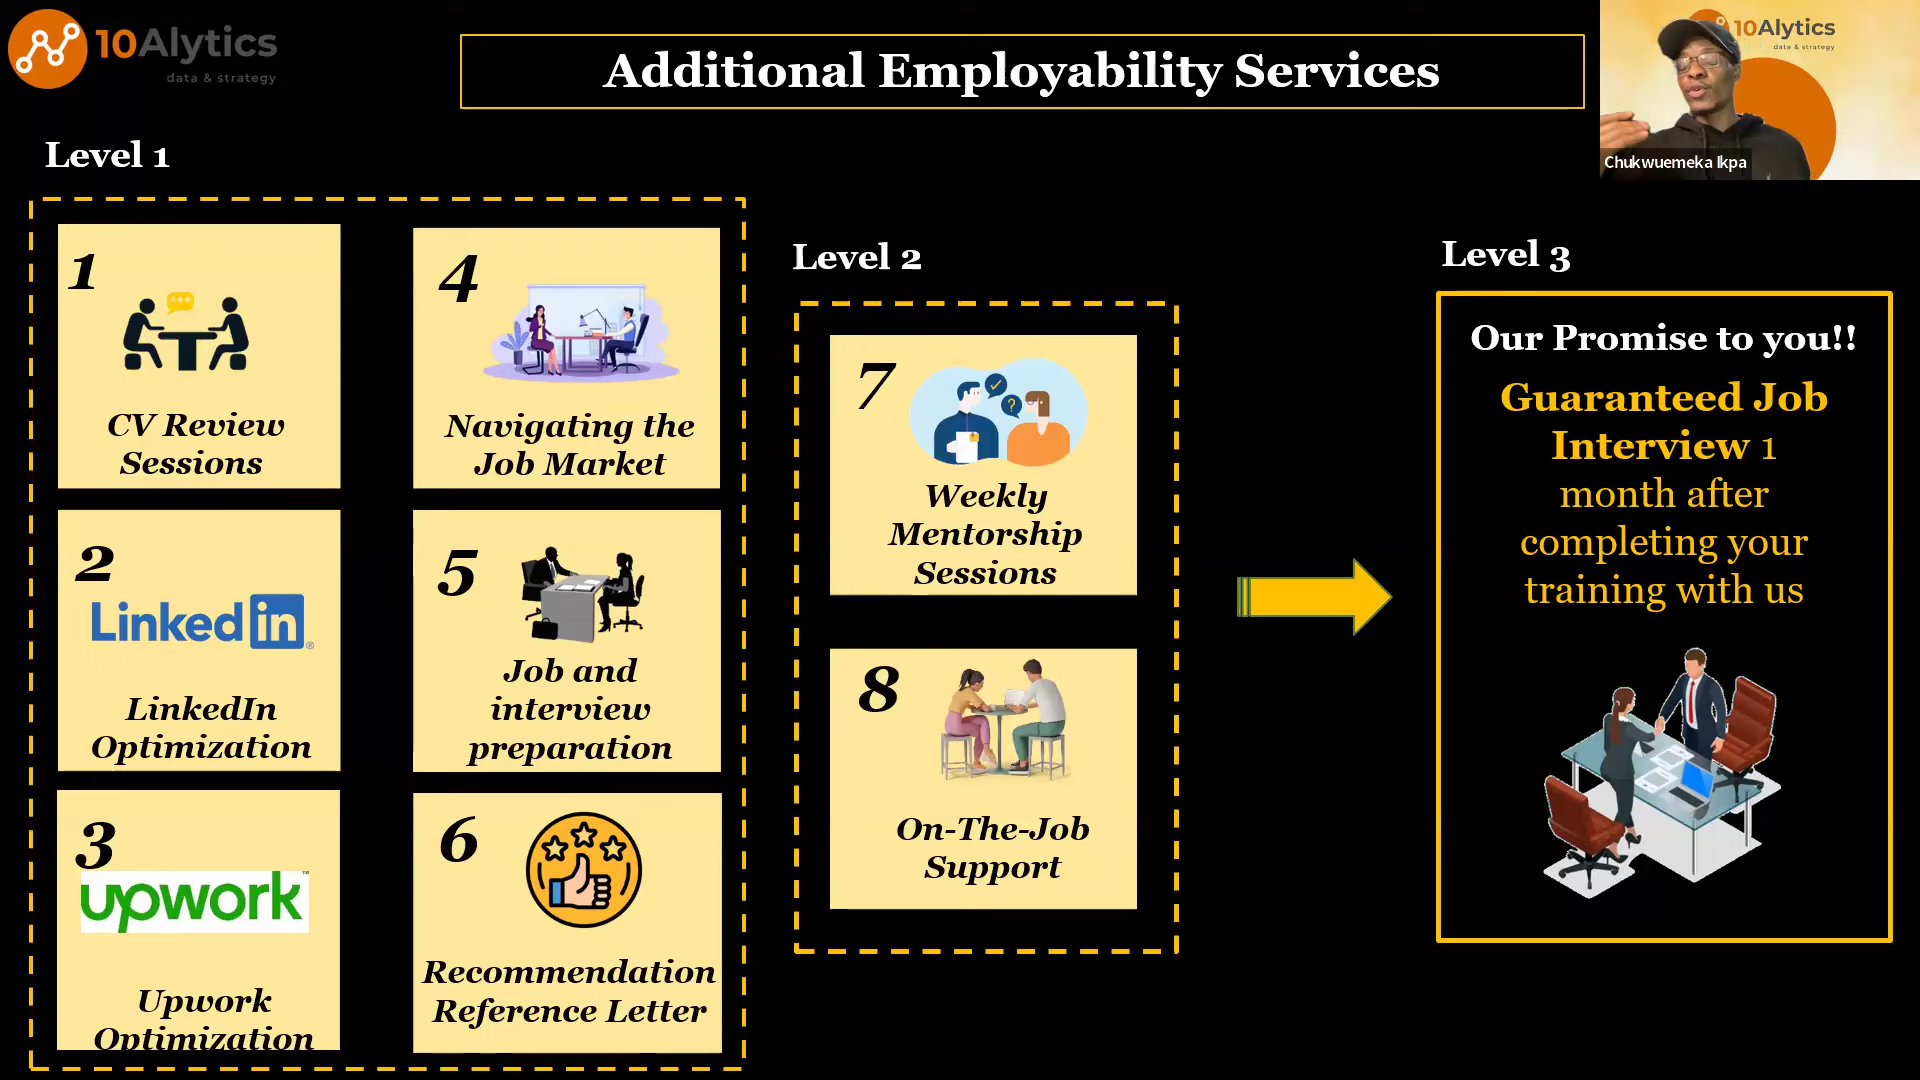 10Alytics
data & strategy
Additional Employability Services
10Alytics
data & strategy
Chukwuemeka Ikpa
Level 1
1
CV Review
Sessions
2
Linkedin®
LinkedIn
Optimization
3
upwork™
Upwork
Optimization
4
Navigating the
Job Market
5
Job and
interview
preparation
6
Recommendation
Reference Letter
Level 2
7
?
Weekly
Mentorship
Sessions
8
On-The-Job
Support
Level 3
Our Promise to you!!
Guaranteed Job
Interview 1
month after
completing your
training with us